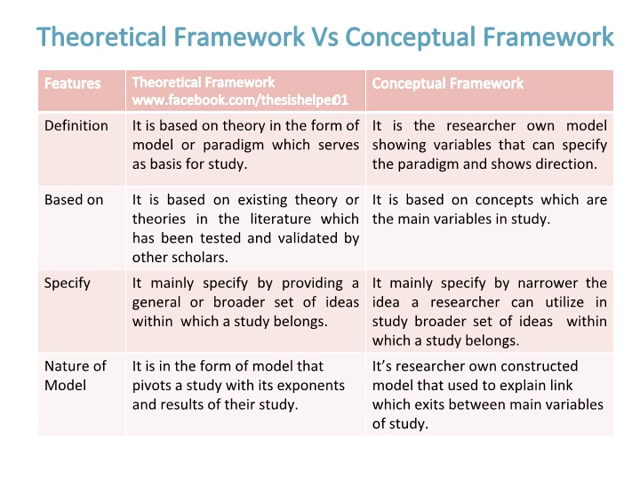 Theoretical Framework Vs Conceptual Framework
Features
Theoretical Framework
www.facebook.com/thesishelper01
Conceptual Framework
Definition
It is based on theory in the form of
model or paradigm which serves
as basis for study.
It is the researcher own model
showing variables that can specify
the paradigm and shows direction.
Based on
It is based on existing theory or
theories in the literature which
has been tested and validated by
other scholars.
It is based on concepts which are
the main variables in study.
Specify
It mainly specify by providing a
general or broader set of ideas
within which a study belongs.
It mainly specify by narrower the
idea a researcher can utilize in
study broader set of ideas within
which a study belongs.
Nature of
Model
It is in the form of model that
pivots a study with its exponents
and results of their study.
It's researcher own constructed
model that used to explain link
which exits between main variables
of study.